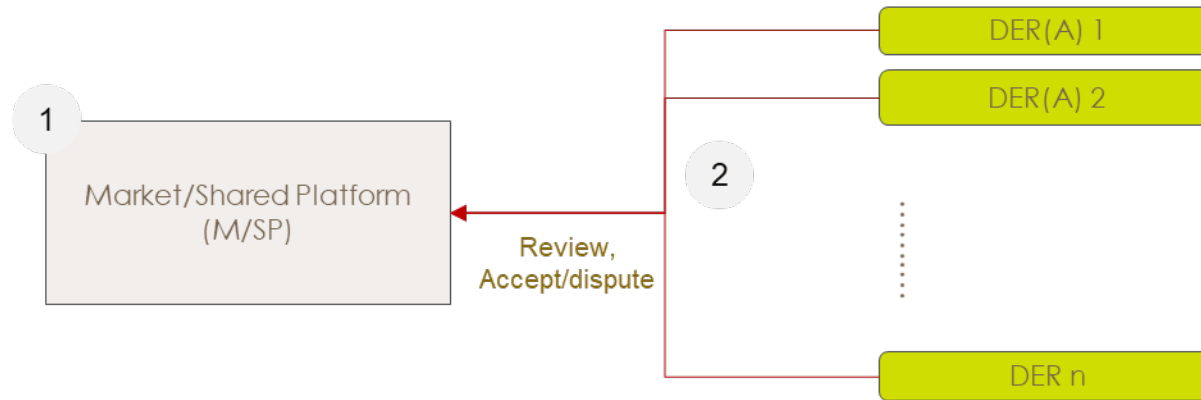 DER(A) 1
DER(A) 2
1
Market/Shared Platform
(M/SP)
2
Review,
Accept/dispute
DER n